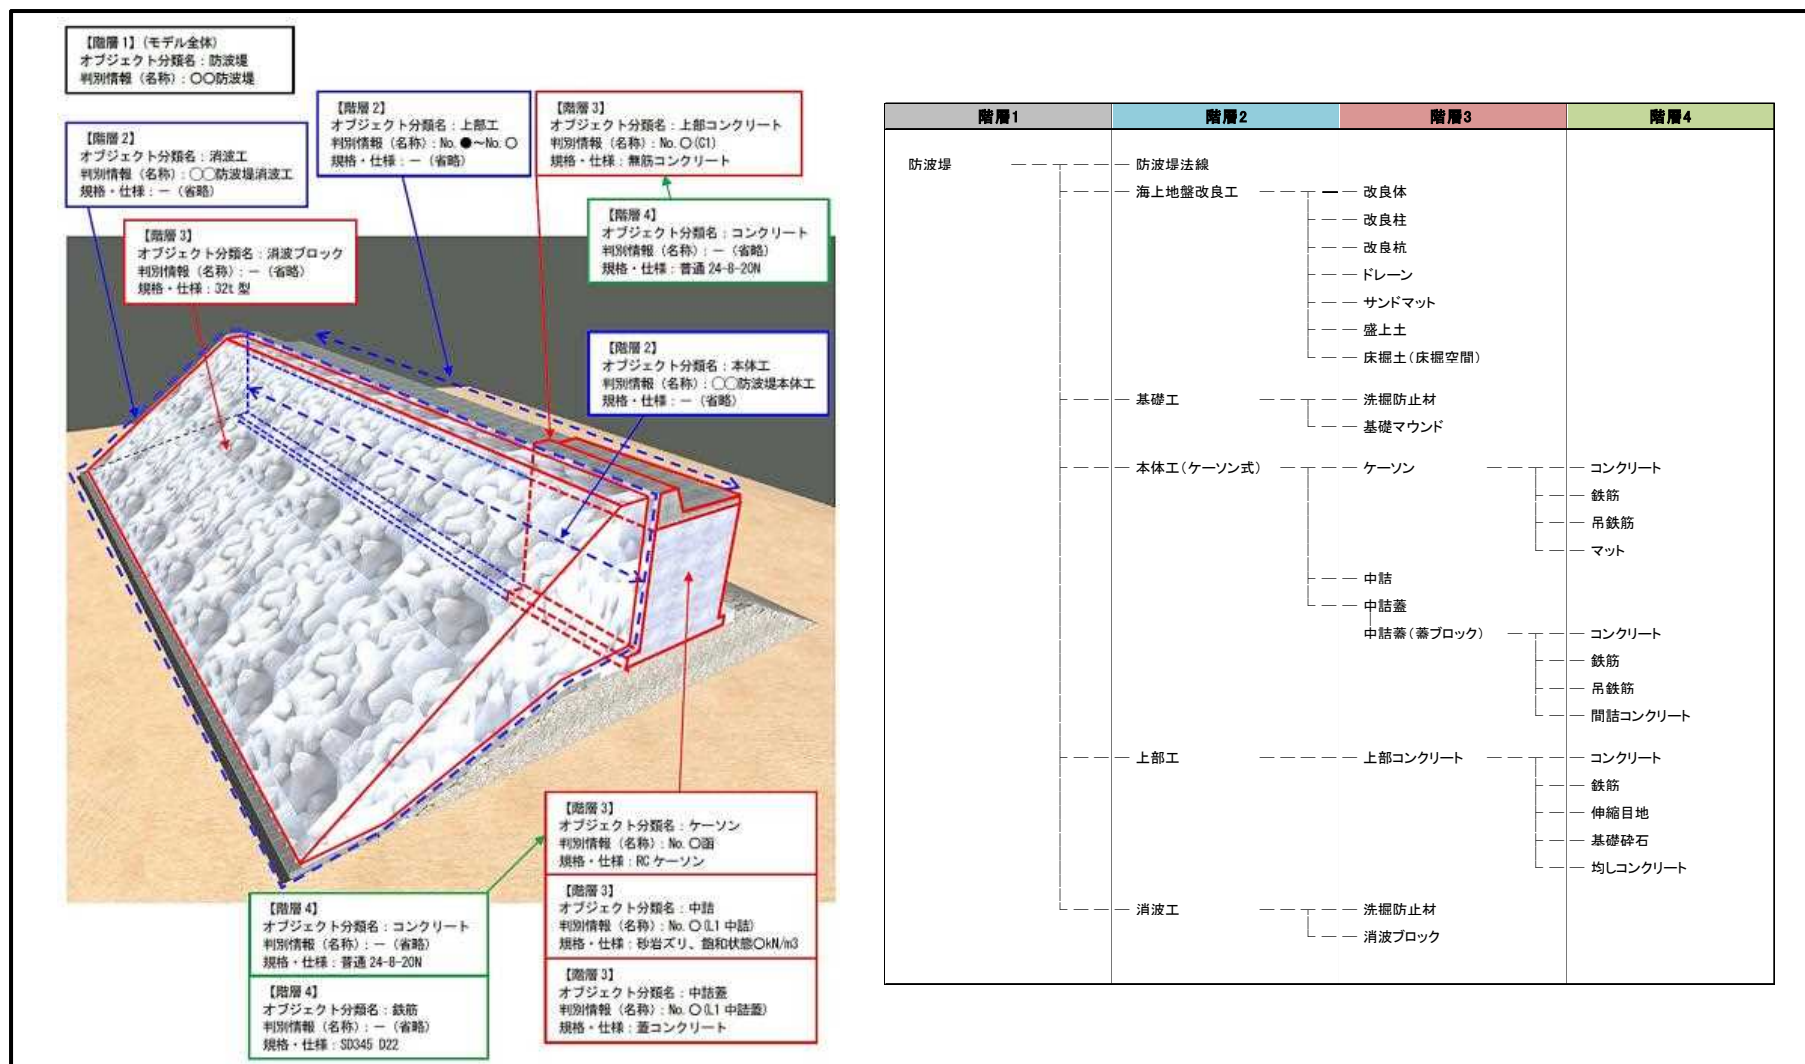 【階層1】(モデル全体)
オブジェクト分類名：防波堤
判別情報（名称）：〇〇防波堤
【階層2】
オブジェクト分類名：消波工
判別情報（名称）：〇〇防波堤消波工
規格・仕様：－（省略）
【階層3】
オブジェクト分類名：消波ブロック
判別情報（名称）：－（省略）
規格・仕様：32t 型
【階層2】
オブジェクト分類名：上部工
判別情報（名称）：No.●～No.〇
規格・仕様：－（省略）
【階層3】
オブジェクト分類名：上部コンクリート
判別情報（名称）：No.〇(C1)
規格・仕様：無筋コンクリート
【階層4】
オブジェクト分類名：コンクリート
判別情報（名称）：－（省略）
規格・仕様：普通 24-8-20N
【階層2】
オブジェクト分類名：本体工
判別情報（名称）：〇〇防波堤本体工
規格・仕様：－（省略）
【階層3】
オブジェクト分類名：ケーソン
判別情報（名称）：No.〇函
規格・仕様：RC ケーソン
【階層3】
オブジェクト分類名：中詰
判別情報（名称）：No.〇(L1 中詰)
規格・仕様：砂岩ズリ、飽和状態〇kN/m3
【階層3】
オブジェクト分類名：中詰蓋
判別情報（名称）：No.〇(L1 中詰蓋)
規格・仕様：蓋コンクリート
【階層4】
オブジェクト分類名：コンクリート
判別情報（名称）：－（省略）
規格・仕様：普通 24-8-20N
【階層4】
オブジェクト分類名：鉄筋
判別情報（名称）：－（省略）
規格・仕様：SD345 D22
階層1 階層2 階層3 階層4
防波堤 防波堤法線
海上地盤改良工 改良体
改良柱
改良杭
ドレーン
サンドマット
盛上土
床掘土（床掘空間）
基礎工 洗掘防止材
基礎マウンド
本体工（ケーソン式） ケーソン コンクリート
鉄筋
吊鉄筋
マット
中詰
中詰蓋
中詰蓋（蓋ブロック） コンクリート
鉄筋
吊鉄筋
間詰コンクリート
上部工 上部コンクリート コンクリート
鉄筋
伸縮目地
基礎砕石
均しコンクリート
消波工 洗掘防止材
消波ブロック